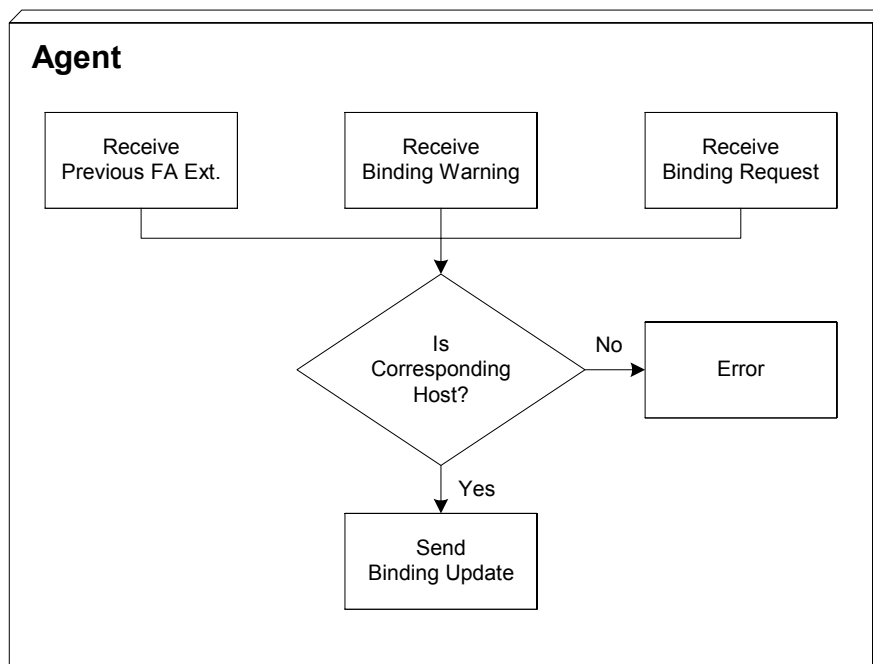 Agent
Receive
Previous FA Ext.
Receive
Binding Warning
Receive
Binding Request
Is
Corresponding
Host?
No
Error
Yes
Send
Binding Update